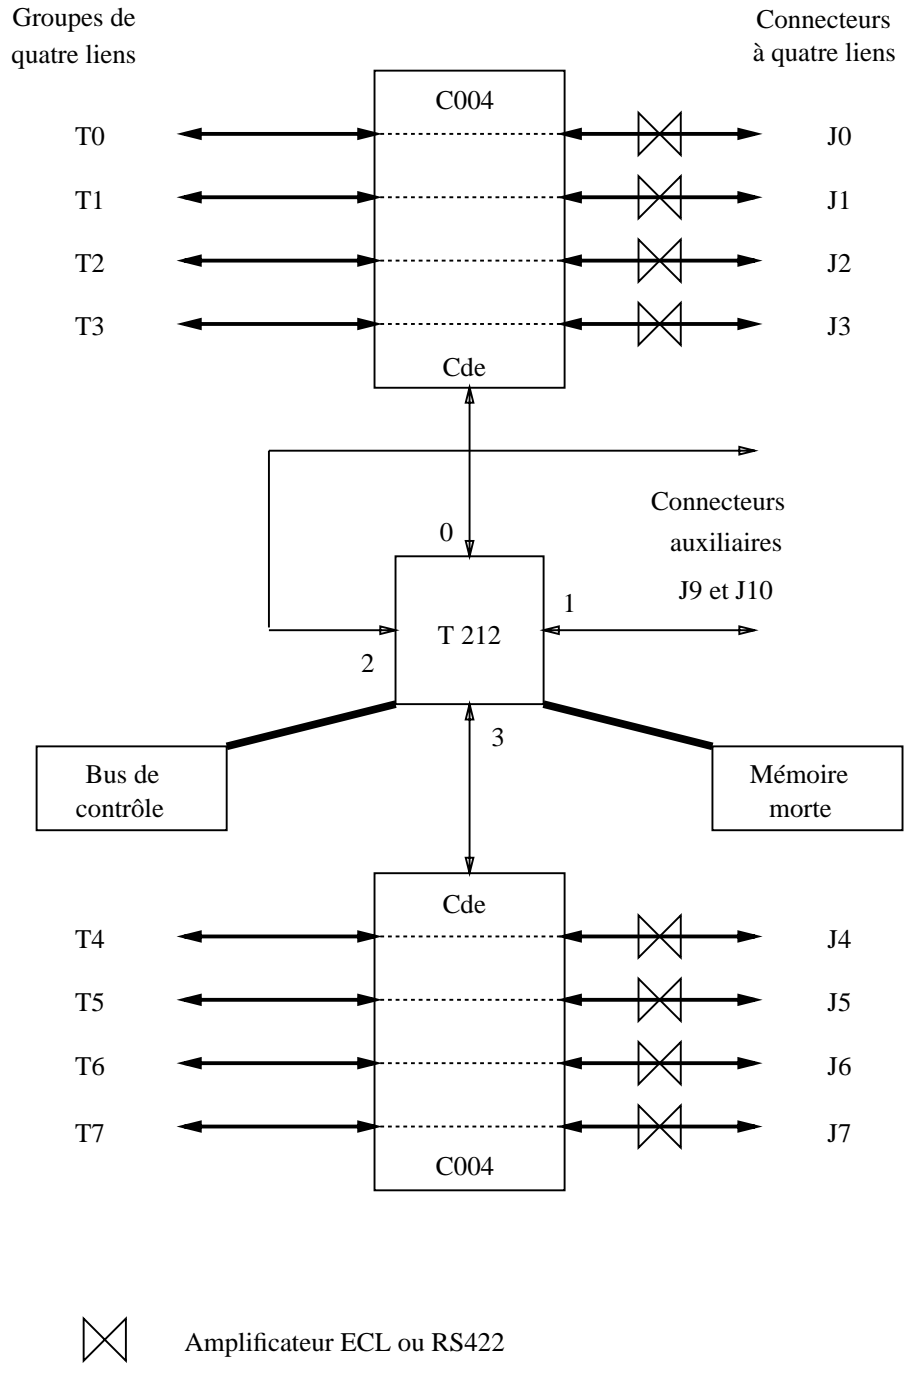 Groupes de
quatre liens
Connecteurs
à quatre liens
C004
T0
J0
T1
J1
T2
J2
T3
J3
Cde
Connecteurs
auxiliaires
J9 et J10
0
1
T 212
2
3
Bus de
contrôle
Mémoire
morte
Cde
T4
J4
T5
J5
T6
J6
T7
J7
C004
Amplificateur ECL ou RS422